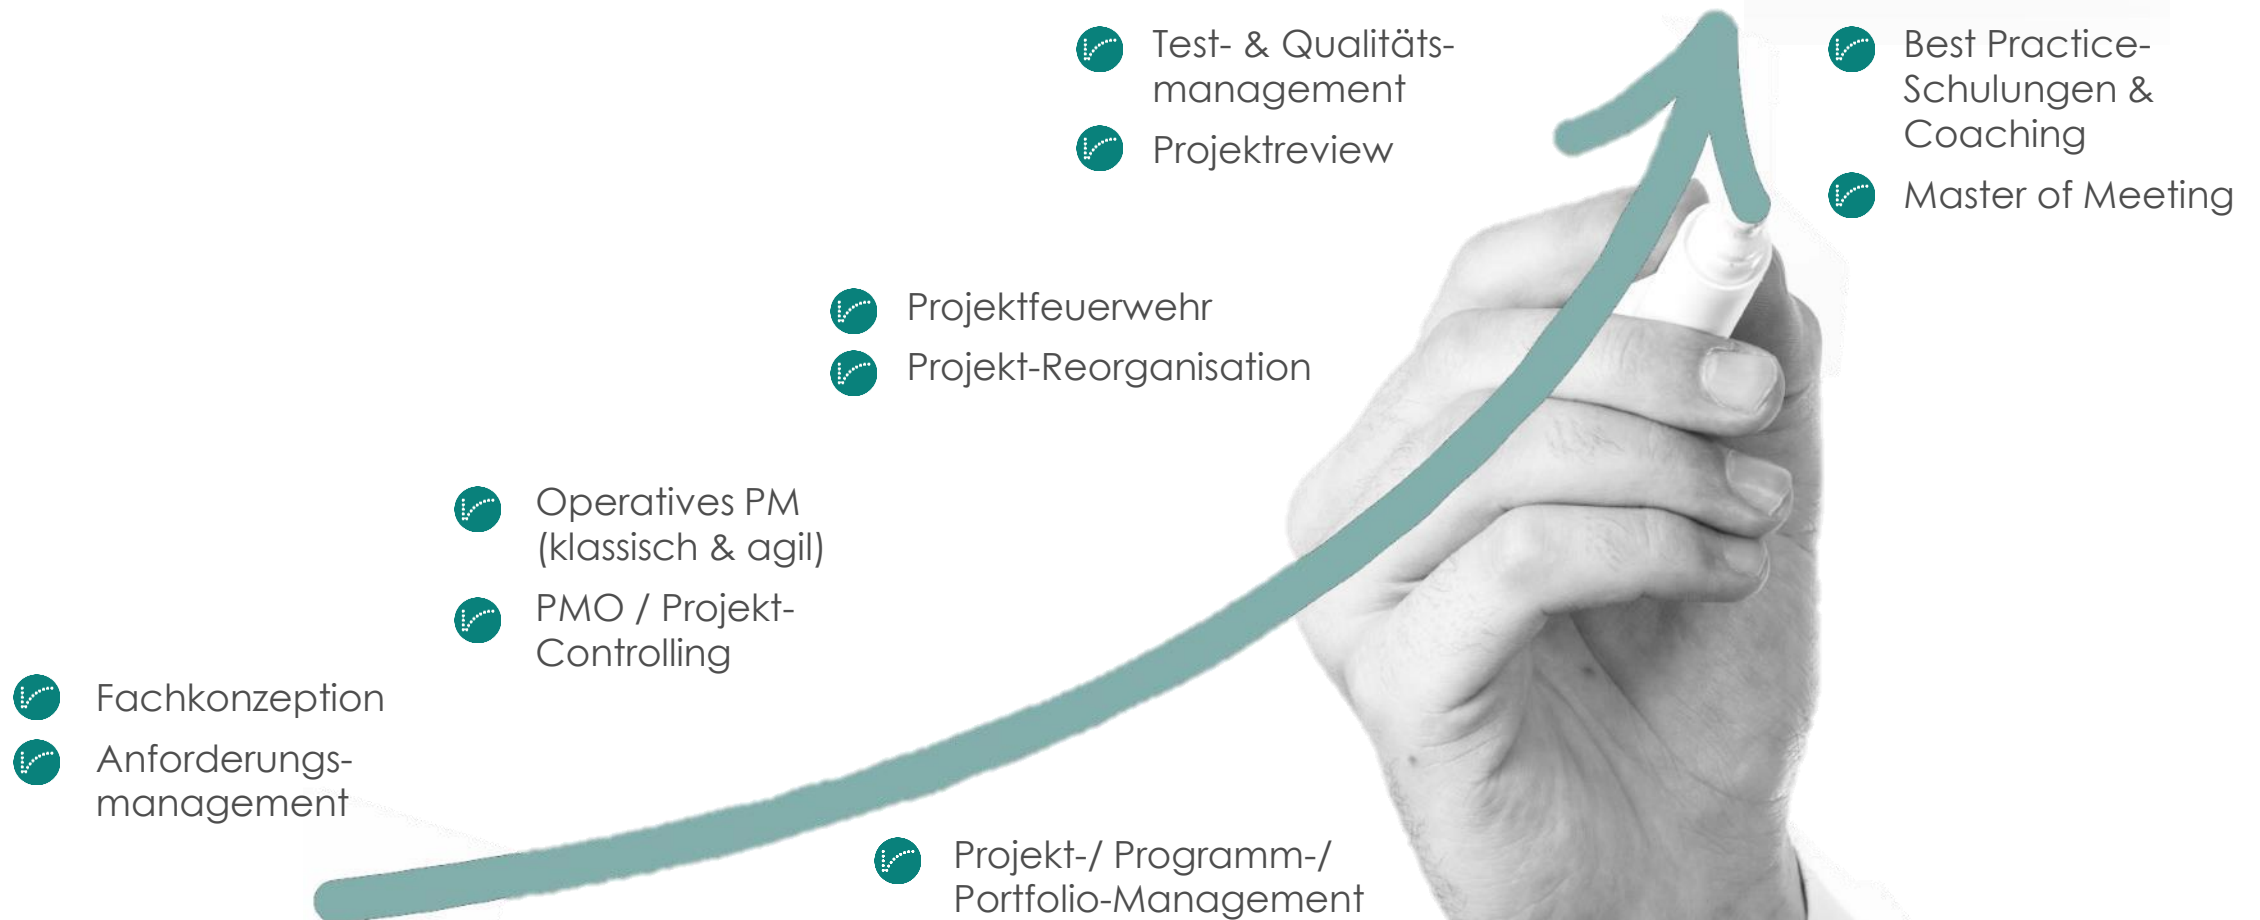 Test- & Qualitäts-
management
Projektreview
Best Practice-
Schulungen &
Coaching
Master of Meeting
Projektfeuerwehr
Projekt-Reorganisation
Operatives PM
(klassisch & agil)
PMO / Projekt-
Controlling
Fachkonzeption
Anforderungs-
management
Projekt-/ Programm-/
Portfolio-Management